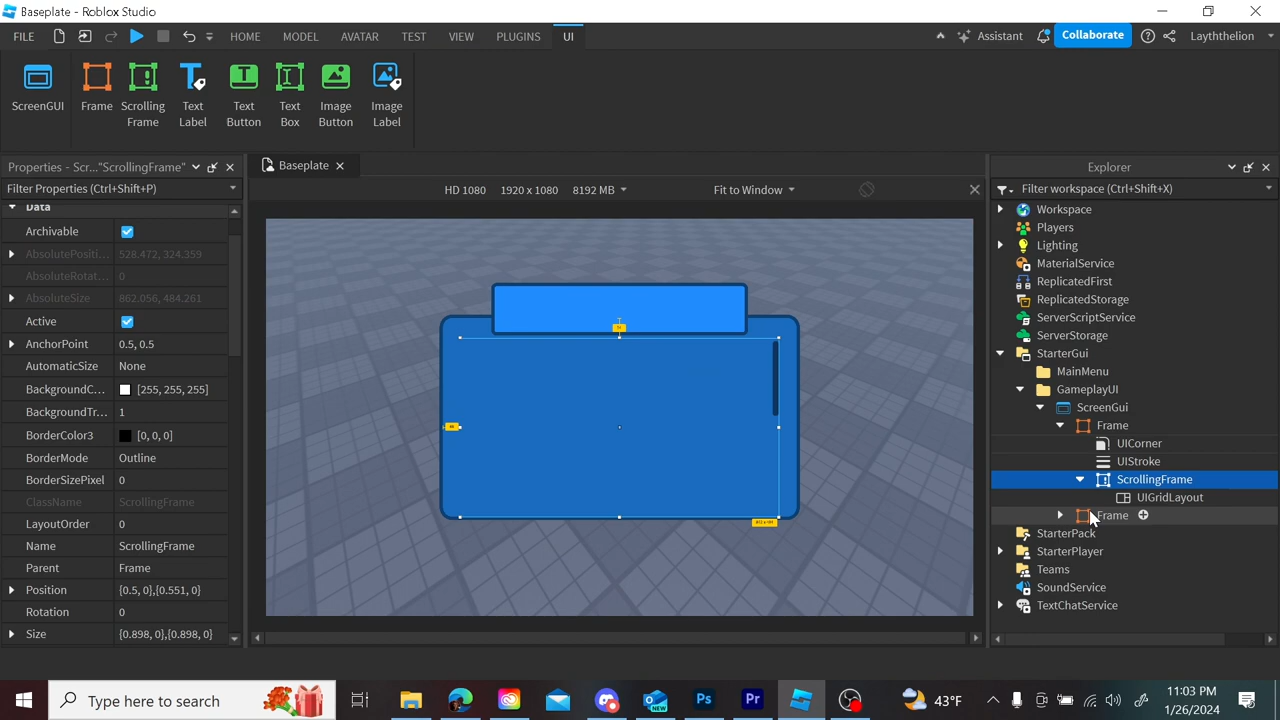 Baseplate - Roblox Studio
FILE HOME MODEL AVATAR TEST VIEW PLUGINS UI Assistant Collaborate Layththelion
ScreenGUI Frame Scrolling Frame Text Label Text Button Text Box Image Button Image Label
Properties - Scr..."ScrollingFrame"
Filter Properties (Ctrl+Shift+P)
Data
Archivable
AbsolutePositi... 528.472, 324.359
AbsoluteRotat... 0
AbsoluteSize 862.056, 484.261
Active
AnchorPoint 0.5, 0.5
AutomaticSize None
BackgroundC... [255, 255, 255]
BackgroundTr... 1
BorderColor3 [0, 0, 0]
BorderMode Outline
BorderSizePixel 0
ClassName ScrollingFrame
LayoutOrder 0
Name ScrollingFrame
Parent Frame
Position {0.5, 0},{0.551, 0}
Rotation 0
Size {0.898, 0},{0.898, 0}
Baseplate
HD 1080 1920 x 1080 8192 MB Fit to Window
Explorer
Filter workspace (Ctrl+Shift+X)
Workspace
Players
Lighting
MaterialService
ReplicatedFirst
ReplicatedStorage
ServerScriptService
ServerStorage
StarterGui
MainMenu
GameplayUI
ScreenGui
Frame
UICorner
UIStroke
ScrollingFrame
UIGridLayout
Frame
StarterPack
StarterPlayer
Teams
SoundService
TextChatService
Type here to search
Ps Pr
43°F
11:03 PM
1/26/2024